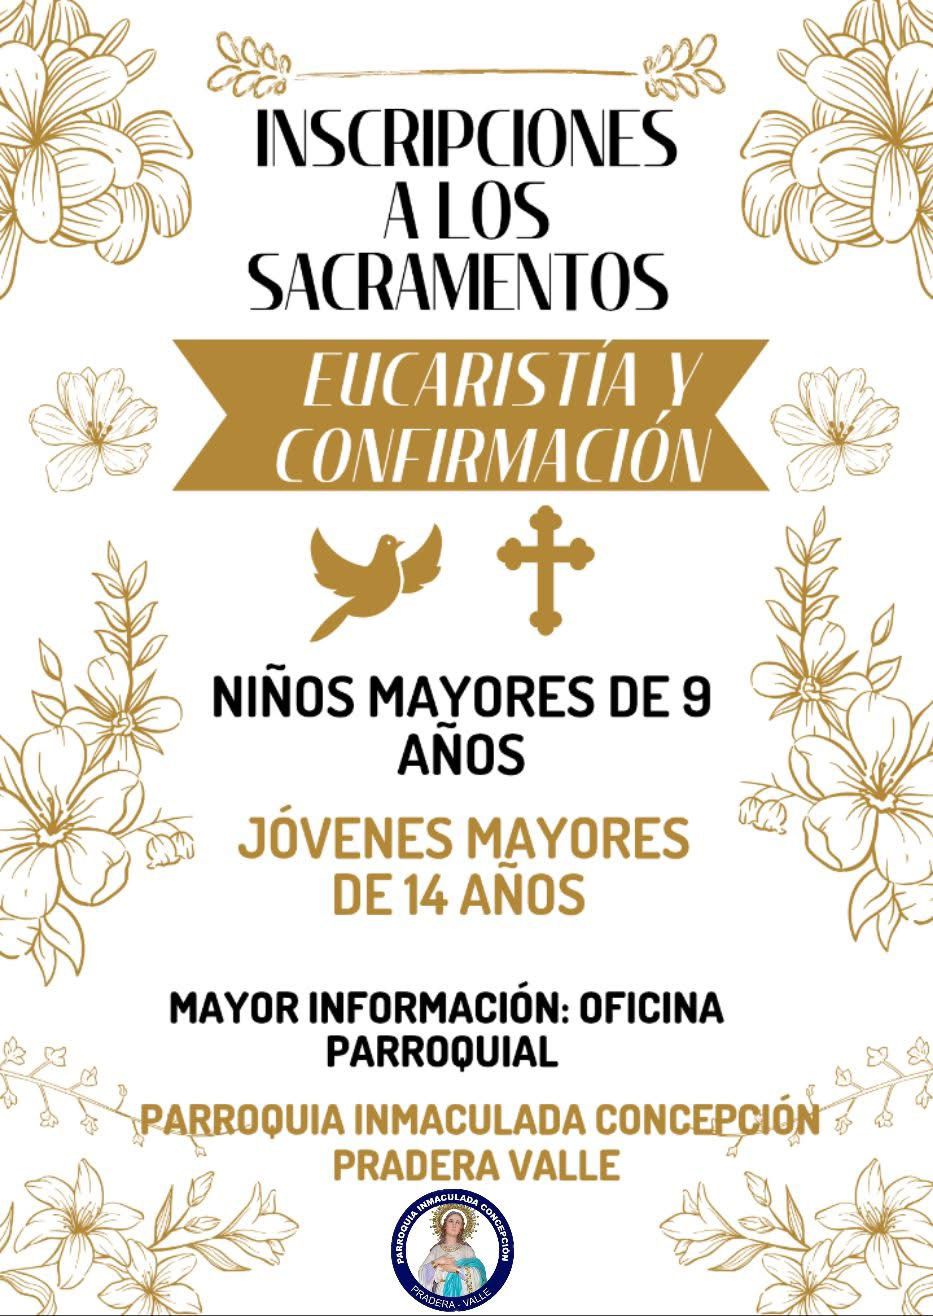 INSCRIPCIONES
A LOS
SACRAMENTOS
EUCARISTÍA Y
CONFIRMACIÓN
NIÑOS MAYORES DE 9
AÑOS
JÓVENES MAYORES
DE 14 AÑOS
MAYOR INFORMACIÓN: OFICINA
PARROQUIAL
PARROQUIA INMACULADA CONCEPCIÓN
PRADERA VALLE
PARROQUIA INMACULADA CONCEPCIÓN
PRADERA - VALLE